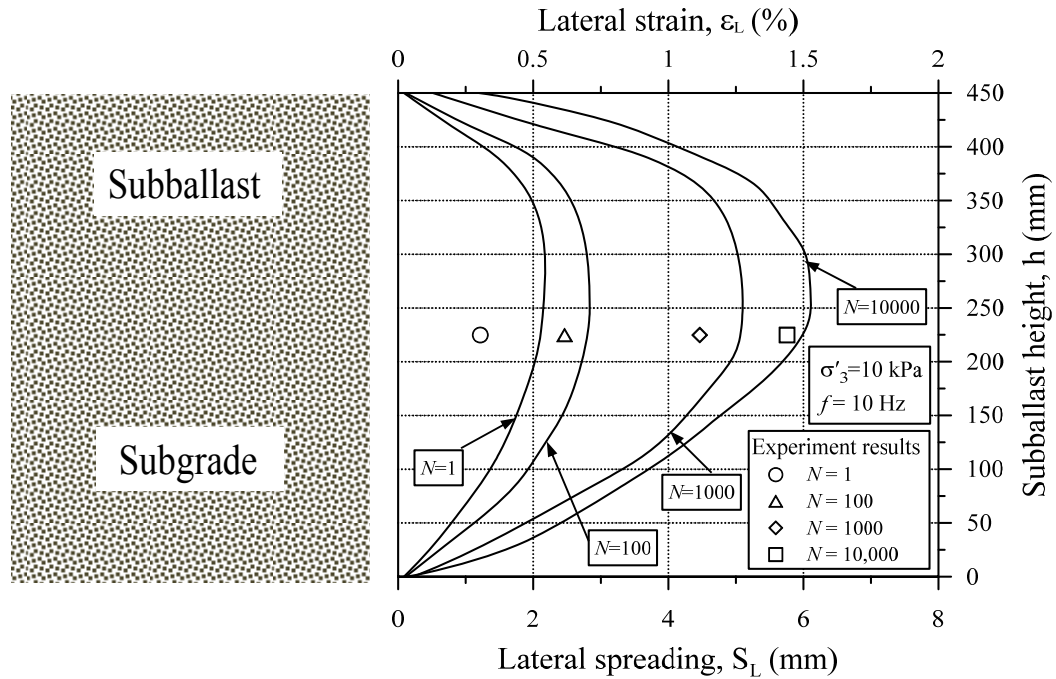 Lateral strain, εL (%)
0 0.5 1 1.5 2
Subballast
Subgrade
450
400
350
300
250
200
150
100
50
0
Subballast height, h (mm)
N=10000
σ′3=10 kPa
f= 10 Hz
Experiment results
N = 1
N = 100
N = 1000
N = 10,000
N=1
N=1000
N=100
0 2 4 6 8
Lateral spreading, SL (mm)